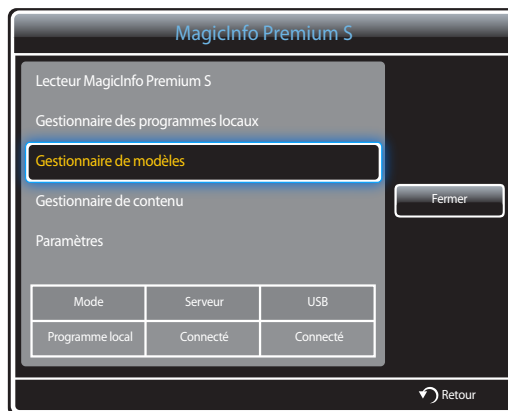 MagicInfo Premium S
Lecteur MagicInfo Premium S
Gestionnaire des programmes locaux
Gestionnaire de modèles
Gestionnaire de contenu
Fermer
Paramètres
Mode Serveur USB
Programme local Connecté Connecté
Retour